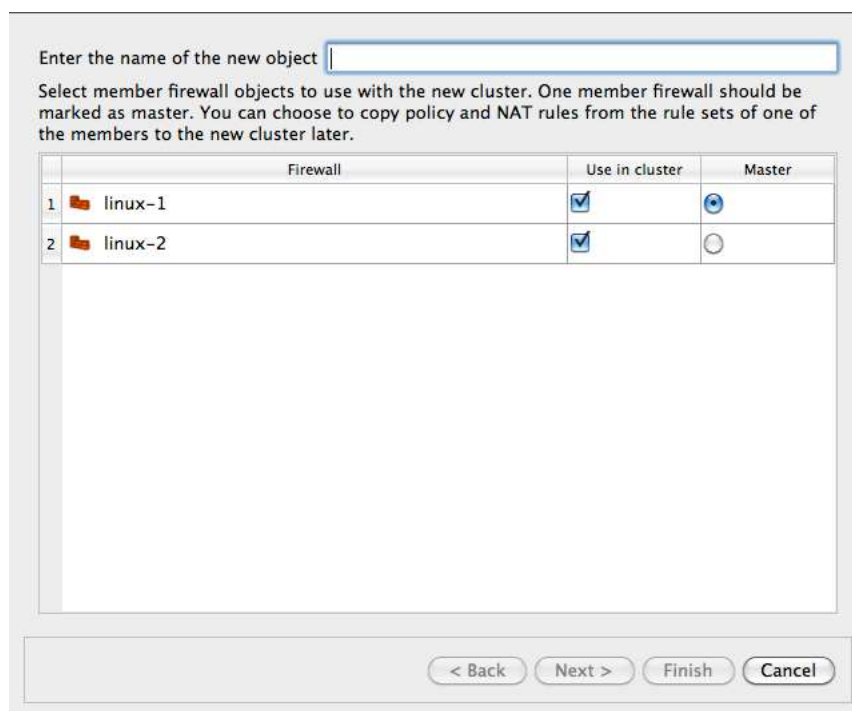 Enter the name of the new object
Select member firewall objects to use with the new cluster. One member firewall should be
marked as master. You can choose to copy policy and NAT rules from the rule sets of one of
the members to the new cluster later.
Firewall Use in cluster Master
1 linux-1
2 linux-2
< Back Next > Finish Cancel